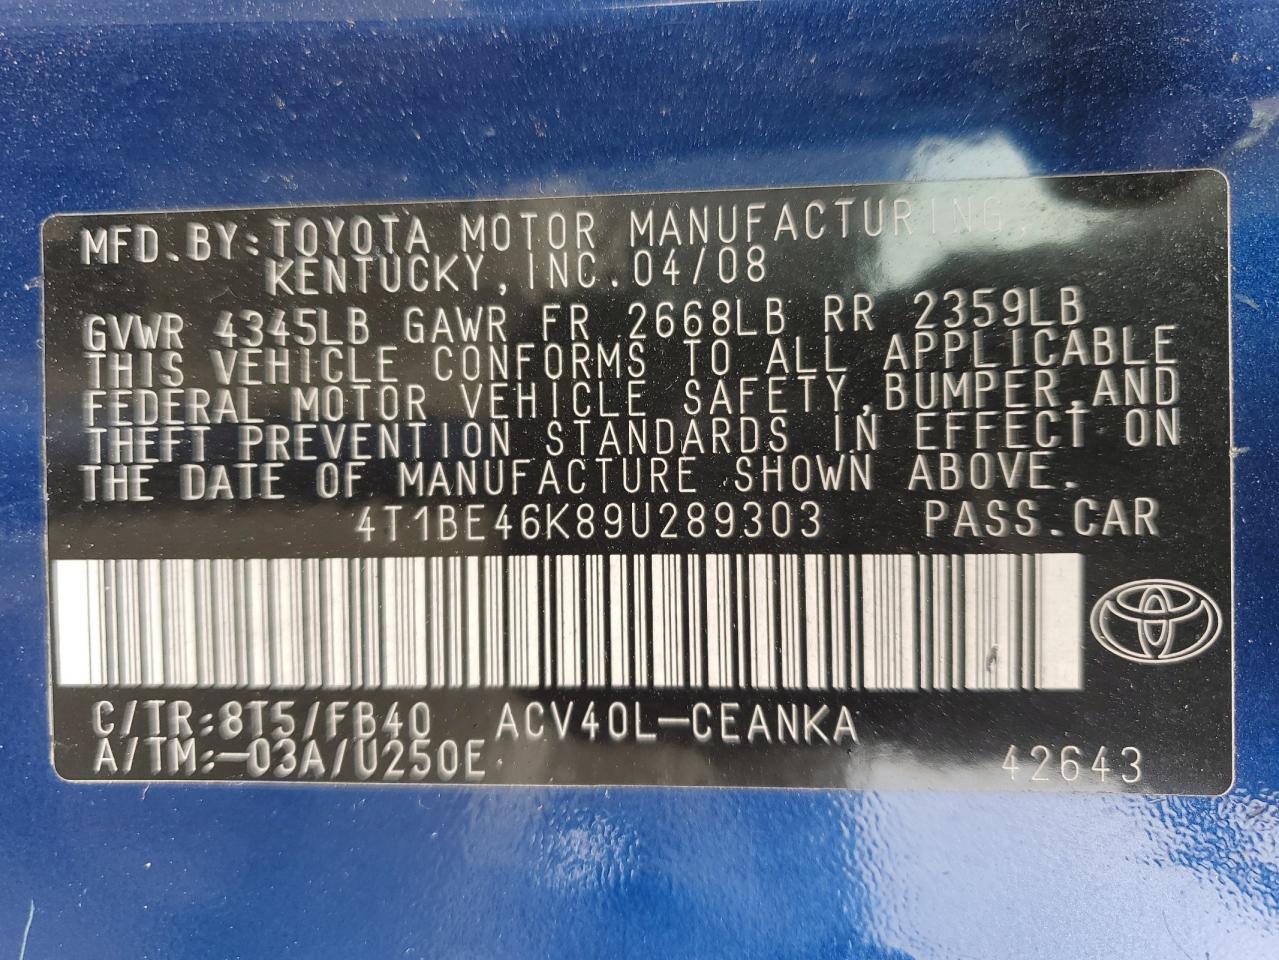 MFD.BY:TOYOTA MOTOR MANUFACTURING,
KENTUCKY,INC.04/08
GVWR 4345LB GAWR FR 2668LB RR 2359LB
THIS VEHICLE CONFORMS TO ALL APPLICABLE
FEDERAL MOTOR VEHICLE SAFETY,BUMPER,AND
THEFT PREVENTION STANDARDS IN EFFECT ON
THE DATE OF MANUFACTURE SHOWN ABOVE.
4T1BE46K89U289303 PASS.CAR
C/TR:8T5/FB40 ACV40L-CEANKA
A/TM:-03A/U250E 42643